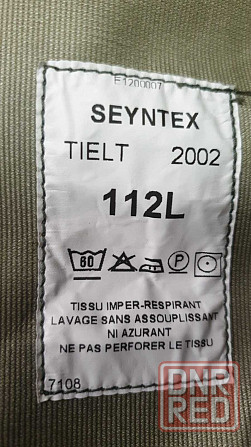 E1200007
SEYNTEX
TIELT 2002
112L
60 P
TISSU IMPER-RESPIRANT
LAVAGE SANS ASSOUPLISSANT
NI AZURANT
NE PAS PERFORER LE TISSU
7108
DNR
RED